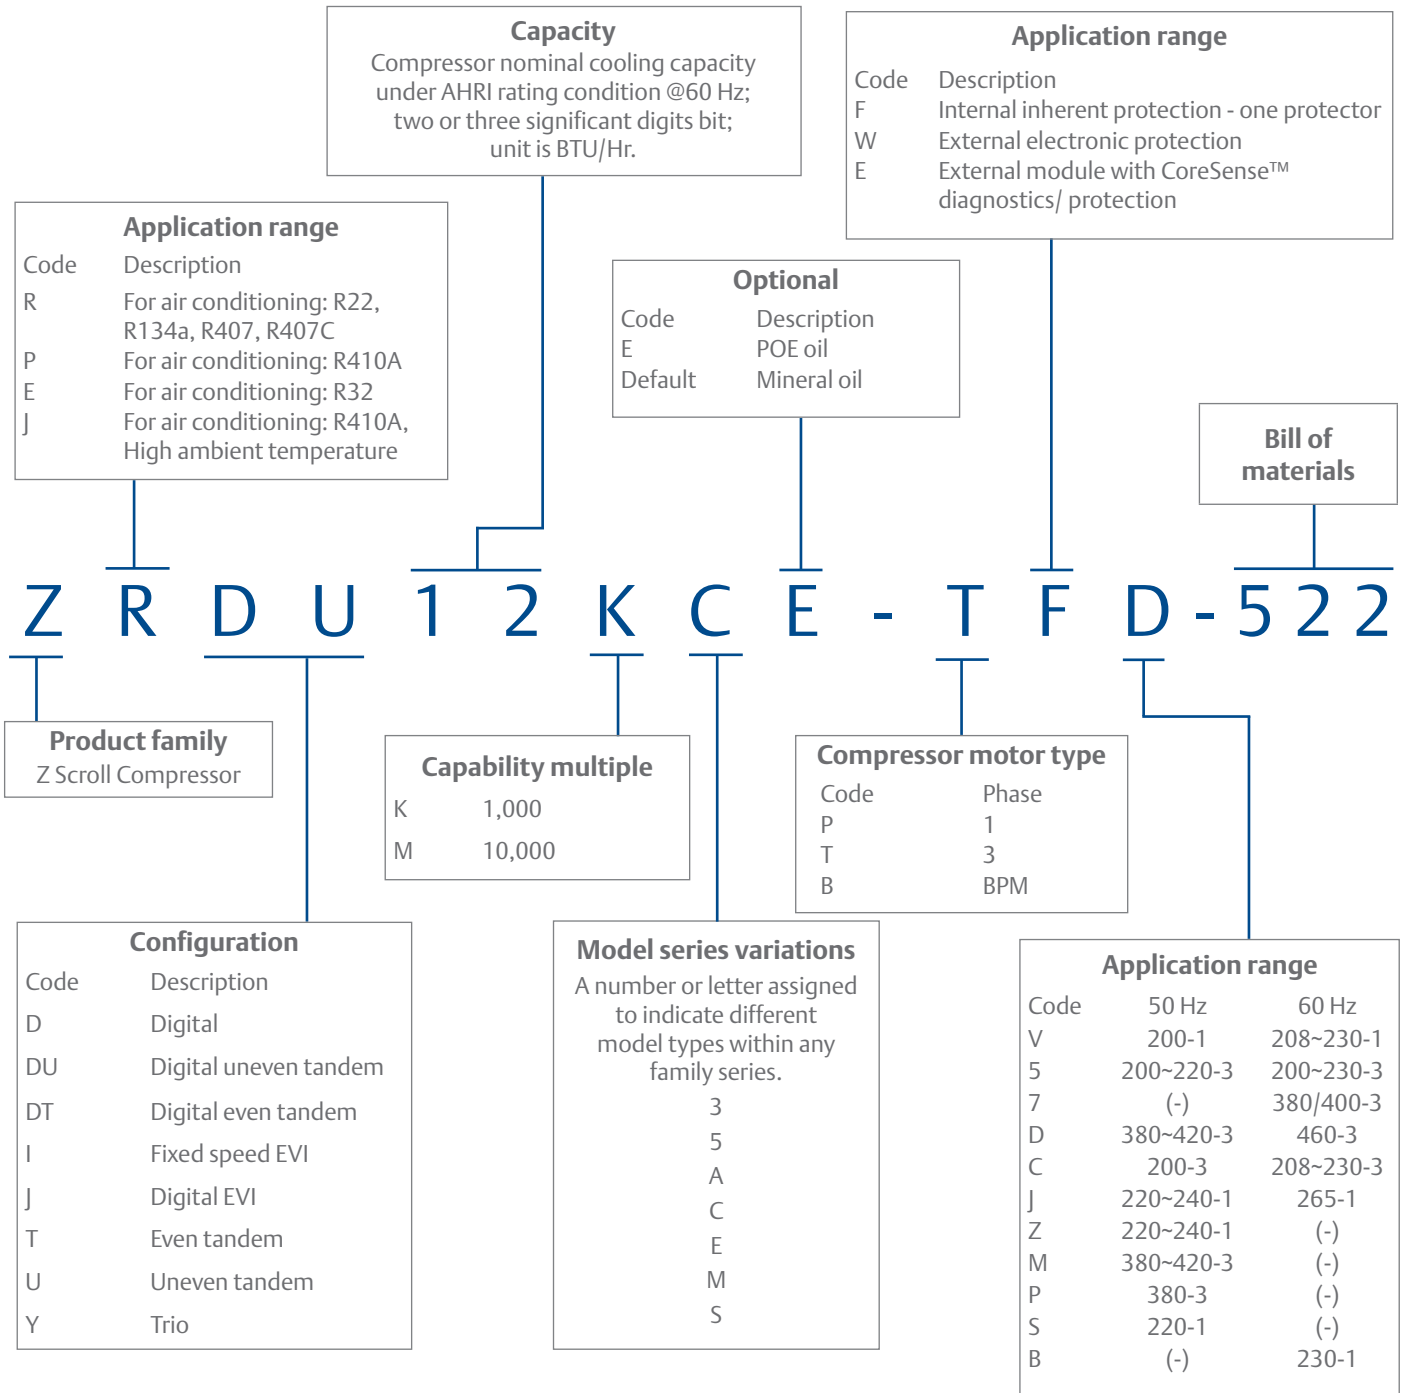 Capacity
Compressor nominal cooling capacity
under AHRI rating condition @60 Hz;
two or three significant digits bit;
unit is BTU/Hr.
Application range
Code Description
F Internal inherent protection - one protector
W External electronic protection
E External module with CoreSense™
diagnostics/ protection
Application range
Code Description
R For air conditioning: R22,
R134a, R407, R407C
P For air conditioning: R410A
E For air conditioning: R32
J For air conditioning: R410A,
High ambient temperature
Optional
Code Description
E POE oil
Default Mineral oil
Bill of
materials
Z R D U 1 2 K C E - T F D - 5 2 2
Product family
Z Scroll Compressor
Capability multiple
K 1,000
M 10,000
Compressor motor type
Code Phase
P 1
T 3
B BPM
Configuration
Code Description
D Digital
DU Digital uneven tandem
DT Digital even tandem
I Fixed speed EVI
J Digital EVI
T Even tandem
U Uneven tandem
Y Trio
Model series variations
A number or letter assigned
to indicate different
model types within any
family series.
3
5
A
C
E
M
S
Application range
Code 50 Hz 60 Hz
V 200-1 208~230-1
5 200~220-3 200~230-3
7 (-) 380/400-3
D 380~420-3 460-3
C 200-3 208~230-3
J 220~240-1 265-1
Z 220~240-1 (-)
M 380~420-3 (-)
P 380-3 (-)
S 220-1 (-)
B (-) 230-1